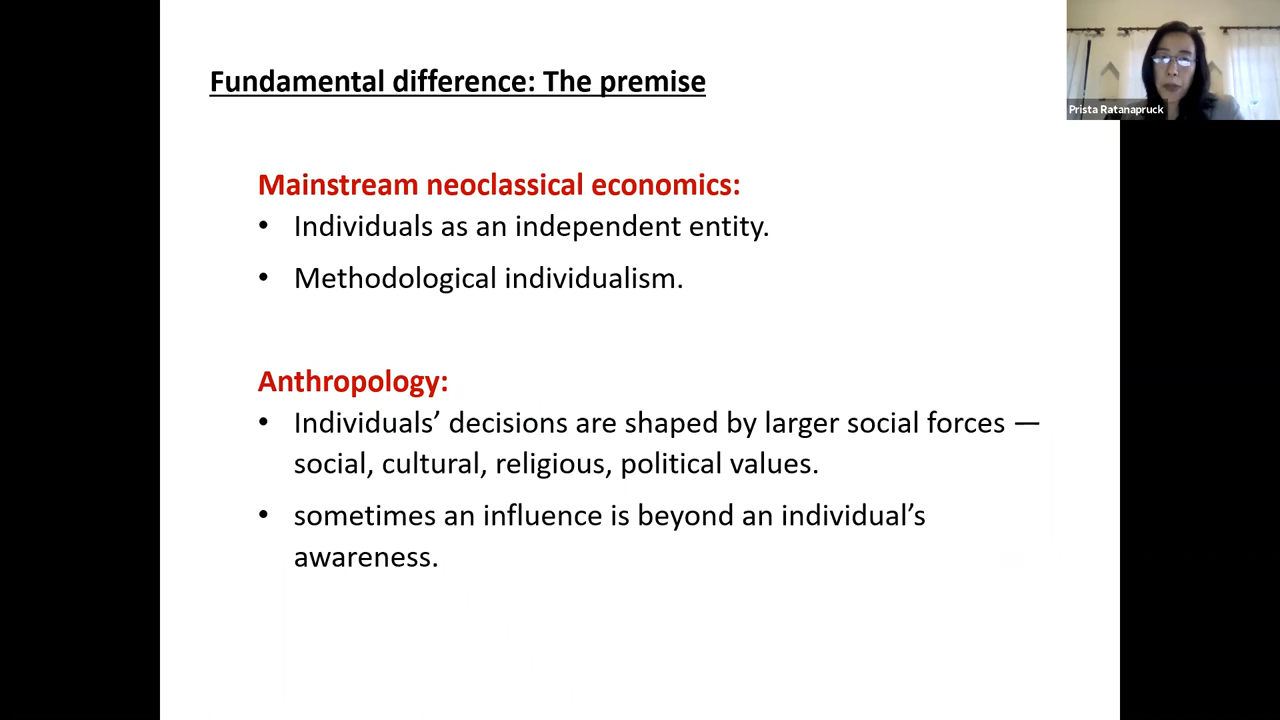 Fundamental difference: The premise
Prista Ratanapruck
Mainstream neoclassical economics:
• Individuals as an independent entity.
• Methodological individualism.
Anthropology:
• Individuals’ decisions are shaped by larger social forces —
social, cultural, religious, political values.
• sometimes an influence is beyond an individual’s
awareness.